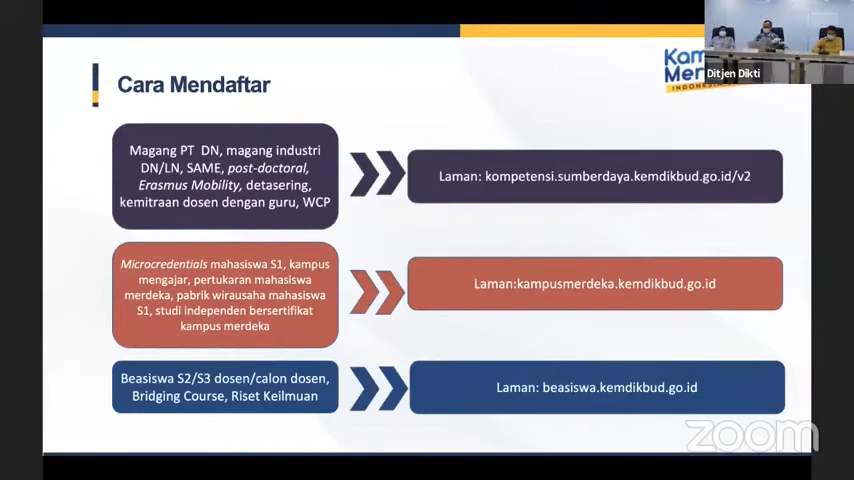 Cara Mendaftar
Kam
Mer
INDONESIA
Ditjen Dikti
Magang PT DN, magang industri
DN/LN, SAME, post-doctoral,
Erasmus Mobility, detasering,
kemitraan dosen dengan guru, WCP
Laman: kompetensi.sumberdaya.kemdikbud.go.id/v2
Microcredentials mahasiswa S1, kampus
mengajar, pertukaran mahasiswa
merdeka, pabrik wirausaha mahasiswa
S1, studi independen bersertifikat
kampus merdeka
Laman:kampusmerdeka.kemdikbud.go.id
Beasiswa S2/S3 dosen/calon dosen,
Bridging Course, Riset Keilmuan
Laman: beasiswa.kemdikbud.go.id
zoom